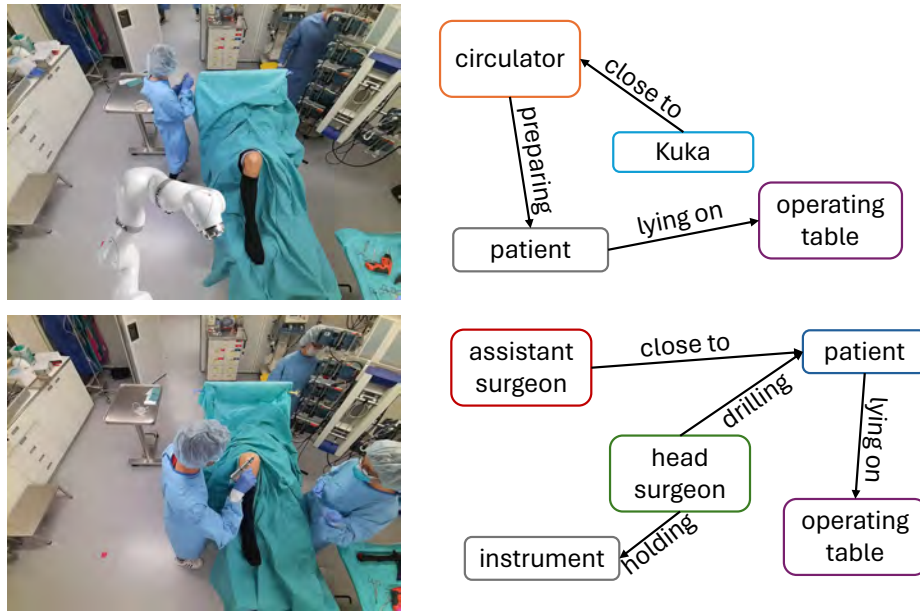 circulator
close to
Kuka
preparing
operating
table
lying on
patient
assistant
surgeon
close to
patient
drilling
lying on
head
surgeon
holding
instrument
operating
table